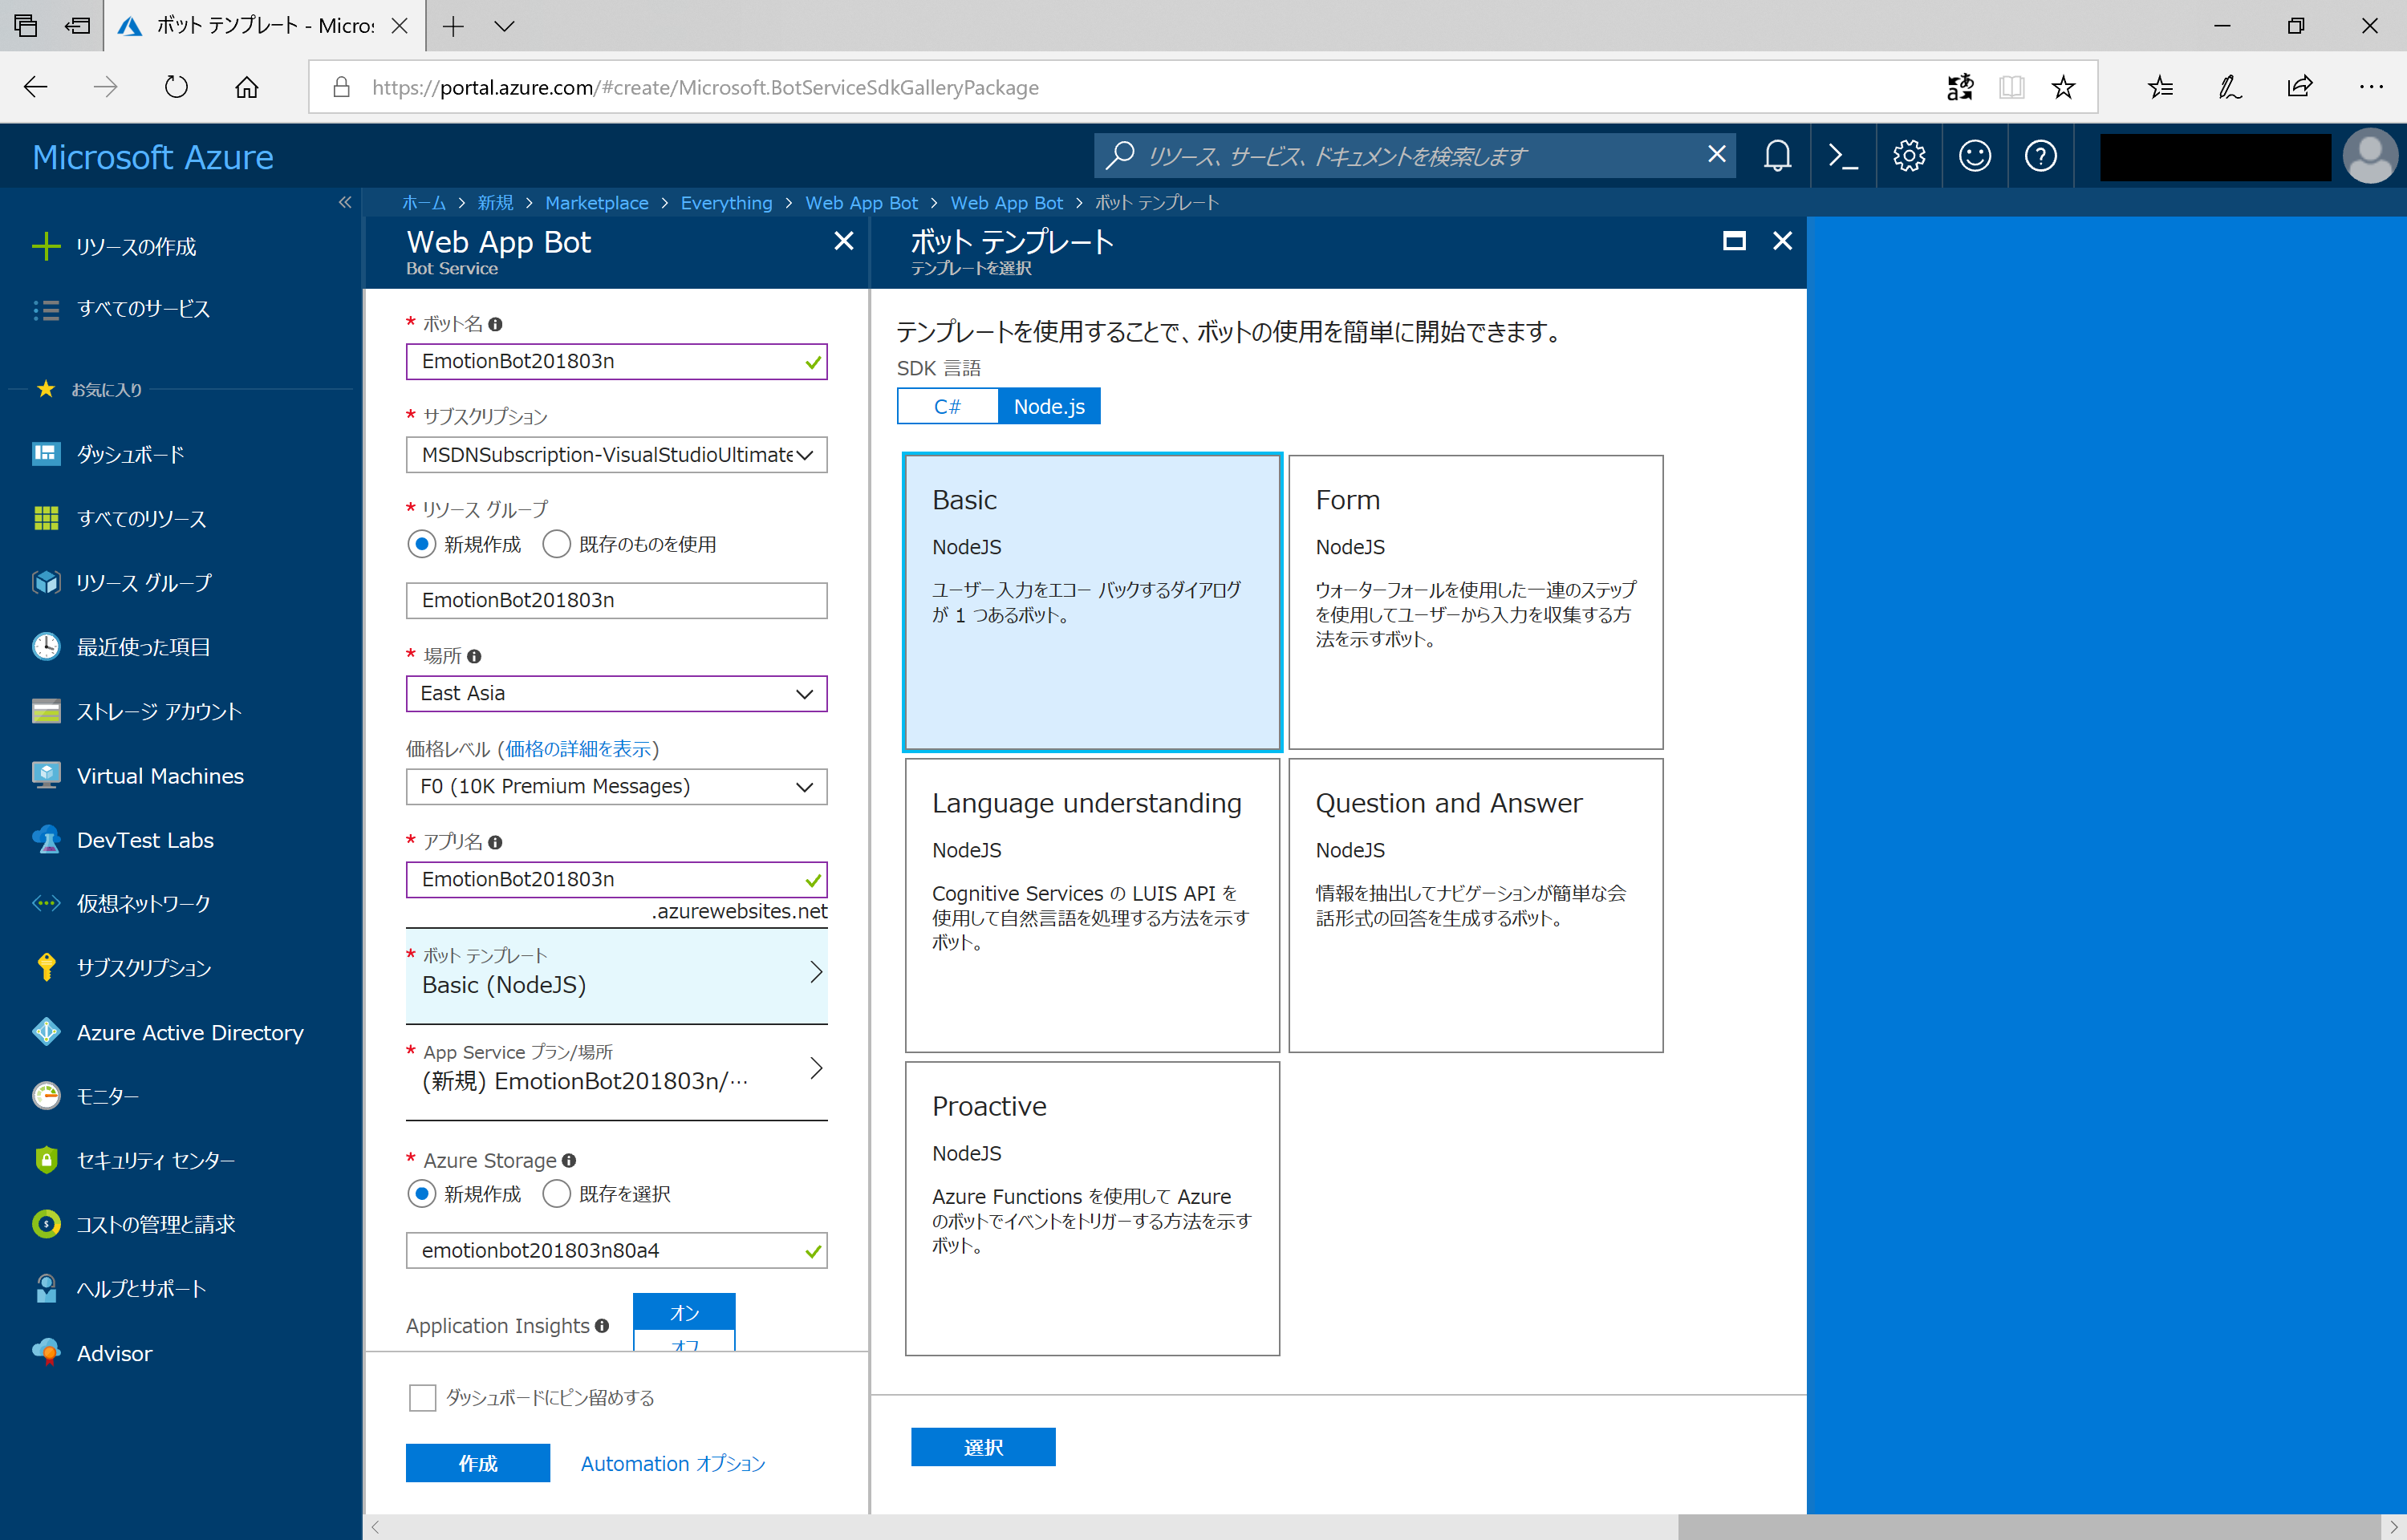 ボット テンプレート - Micros
https://portal.azure.com/#create/Microsoft.BotServiceSdkGalleryPackage
Microsoft Azure
リソース、サービス、ドキュメントを検索します
ホーム > 新規 > Marketplace > Everything > Web App Bot > Web App Bot > ボット テンプレート
リソースの作成
すべてのサービス
お気に入り
ダッシュボード
すべてのリソース
リソース グループ
最近使った項目
ストレージ アカウント
Virtual Machines
DevTest Labs
仮想ネットワーク
サブスクリプション
Azure Active Directory
モニター
セキュリティ センター
コストの管理と請求
ヘルプとサポート
Advisor
Web App Bot
Bot Service
* ボット名
EmotionBot201803n
* サブスクリプション
MSDNSubscription-VisualStudioUltimate
* リソース グループ
新規作成 既存のものを使用
EmotionBot201803n
* 場所
East Asia
価格レベル (価格の詳細を表示)
F0 (10K Premium Messages)
* アプリ名
EmotionBot201803n
.azurewebsites.net
* ボット テンプレート
Basic (NodeJS)
* App Service プラン/場所
(新規) EmotionBot201803n/…
* Azure Storage
新規作成 既存を選択
emotionbot201803n80a4
Application Insights
オン
オフ
ダッシュボードにピン留めする
作成
Automation オプション
ボット テンプレート
テンプレートを選択
テンプレートを使用することで、ボットの使用を簡単に開始できます。
SDK 言語
C# Node.js
Basic
NodeJS
ユーザー入力をエコー バックするダイアログ
が 1 つあるボット。
Form
NodeJS
ウォーターフォールを使用した一連のステップ
を使用してユーザーから入力を収集する方
法を示すボット。
Language understanding
NodeJS
Cognitive Services の LUIS API を
使用して自然言語を処理する方法を示す
ボット。
Question and Answer
NodeJS
情報を抽出してナビゲーションが簡単な会
話形式の回答を生成するボット。
Proactive
NodeJS
Azure Functions を使用して Azure
のボットでイベントをトリガーする方法を示す
ボット。
選択